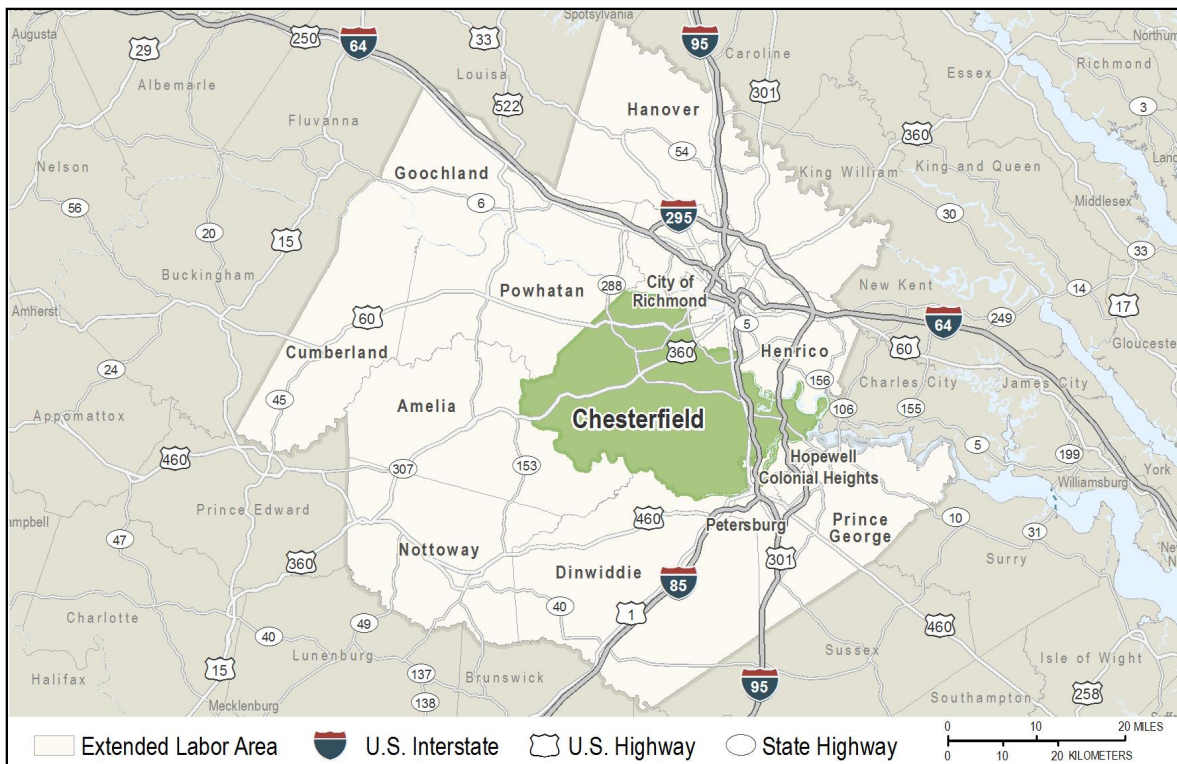 Spotsylvania
Augusta
29
250
64
33
95
Caroline
Northum
Albemarle
Louisa
301
Essex
Richmond
522
Hanover
3
Fluvanna
360
54
Nelson
Goochland
King William
King and Queen
Lanc
6
295
Middlesex
56
20
15
30
33
Buckingham
288
City of
Richmond
New Kent
14
Powhatan
17
Amherst
60
5
64
249
Cumberland
360
Henrico
60
Gloucester
24
156
Charles City
James City
45
Amelia
Chesterfield
106
155
Appomattox
5
460
307
153
Hopewell
199
York
Colonial Heights
Williamsburg
Prince Edward
460
Petersburg
Prince
George
10
Campbell
47
31
Nottoway
301
Surry
360
Dinwiddie
85
40
1
Charlotte
49
460
40
Lunenburg
Sussex
Isle of Wight
15
137
Brunswick
95
Halifax
Southampton
258
Mecklenburg
138
Extended Labor Area
U.S. Interstate
U.S. Highway
State Highway
0 10 20 MILES
0 10 20 KILOMETERS